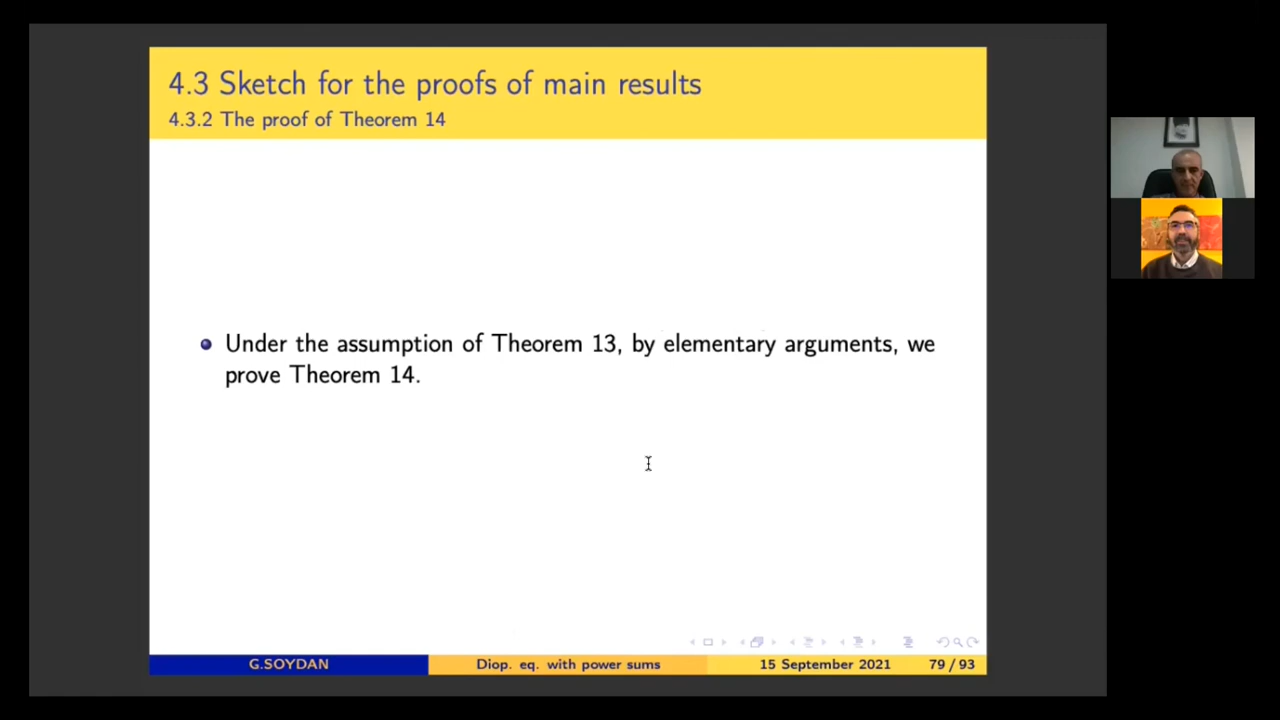 4.3 Sketch for the proofs of main results
4.3.2 The proof of Theorem 14
Under the assumption of Theorem 13, by elementary arguments, we
prove Theorem 14.
G.SOYDAN
Diop. eq. with power sums
15 September 2021
79 / 93